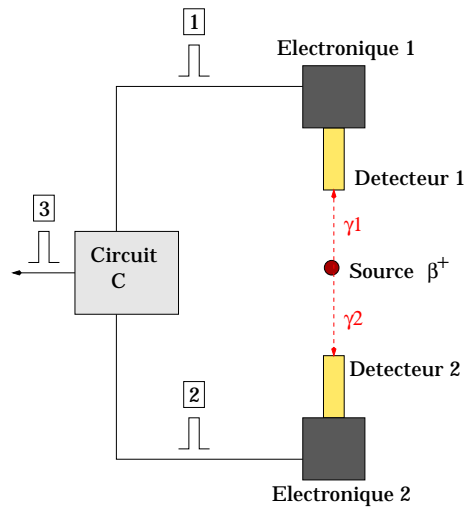 1
Electronique 1
Detecteur 1
3
γ1
Circuit
C
Source β+
γ2
Detecteur 2
2
Electronique 2